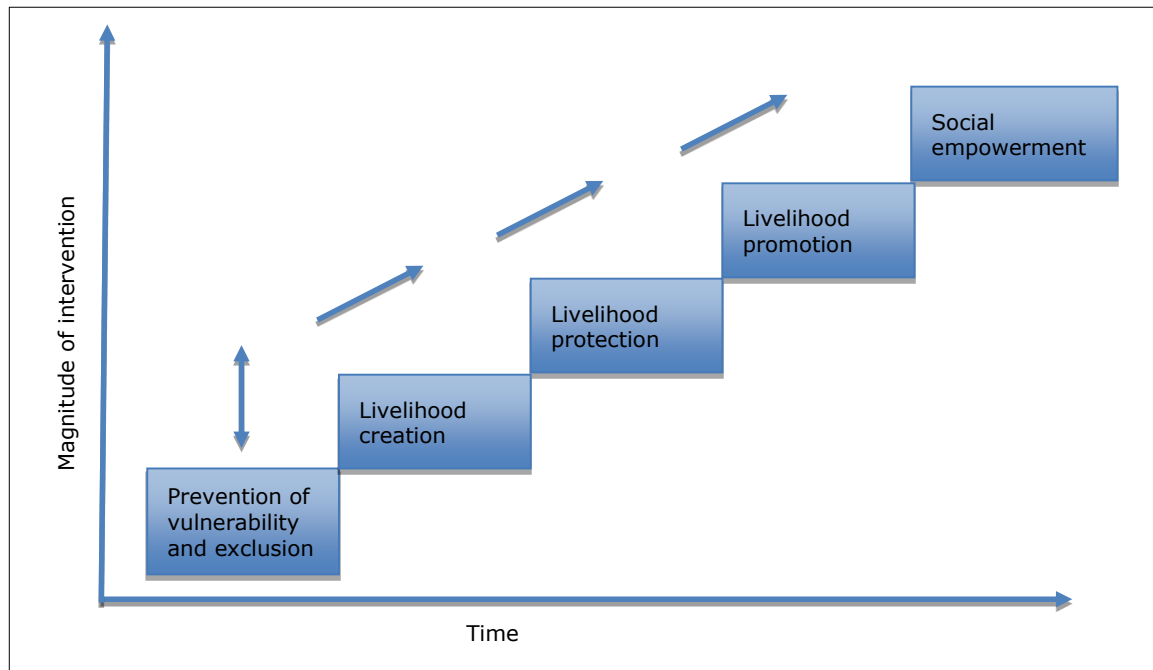 Magnitude of intervention
Social
empowerment
Livelihood
promotion
Livelihood
protection
Livelihood
creation
Prevention of
vulnerability
and exclusion
Time